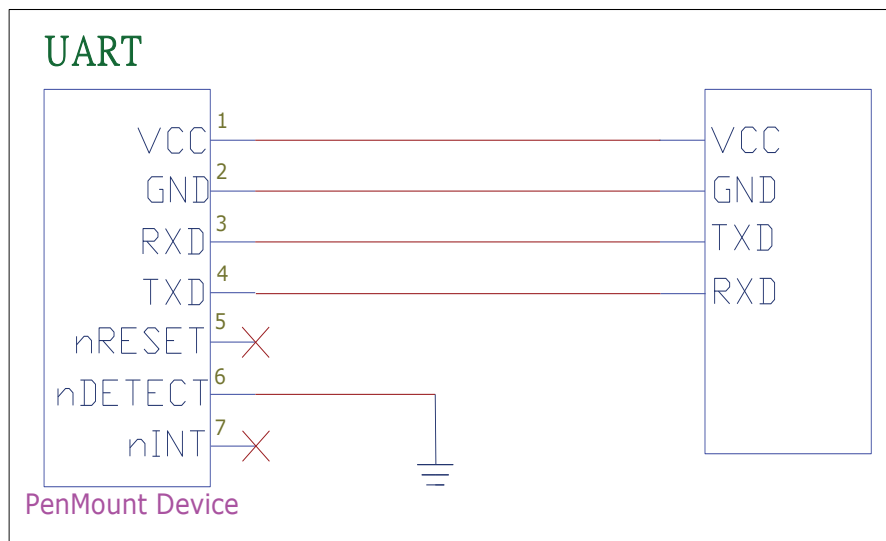 UART
1
VCC VCC
2
GND GND
3
RXD TXD
4
TXD RXD
5
nRESET
6
nDETECT
7
nINT
PenMount Device